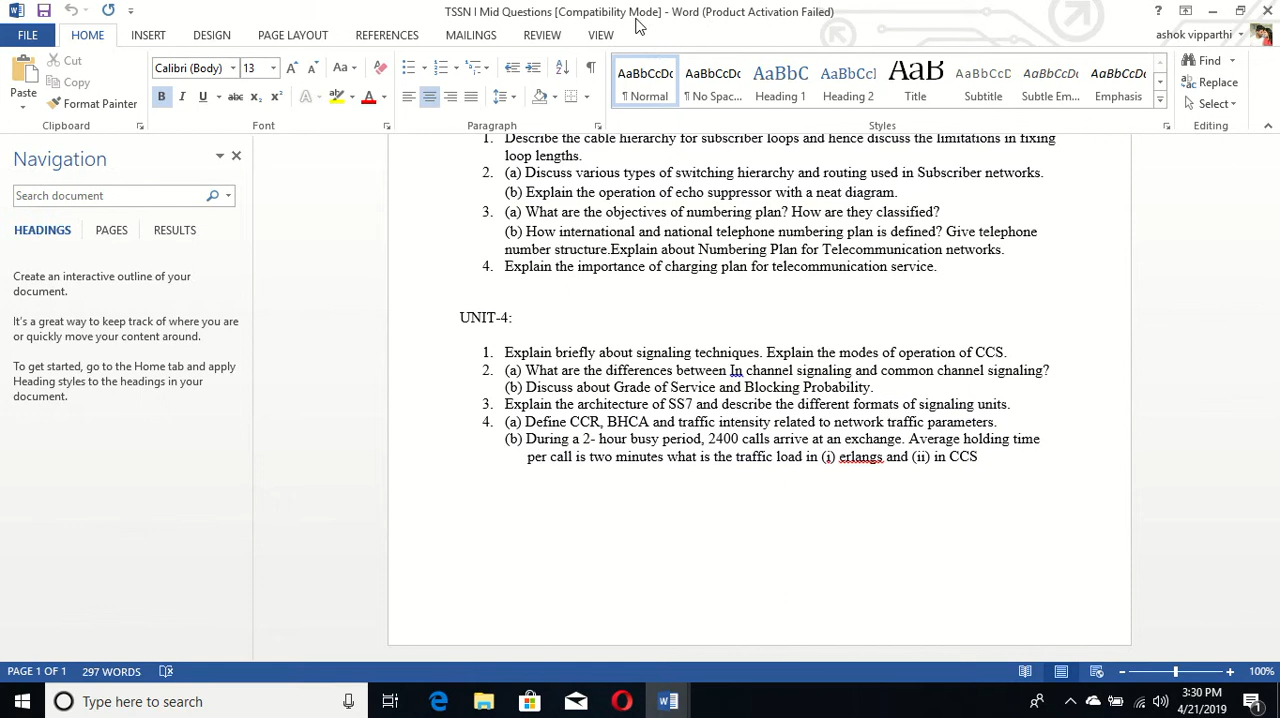 TSSN I Mid Questions [Compatibility Mode] - Word (Product Activation Failed)
FILE HOME INSERT DESIGN PAGE LAYOUT REFERENCES MAILINGS REVIEW VIEW ashok vipparthi
Cut
Copy
Format Painter
Paste
Clipboard
Calibri (Body) 13
Font
Paragraph
AaBbCcDc AaBbCcDc AaBbC AaBbCcI AaB AaBbCcD AaBbCcDc AaBbCcDc
¶ Normal ¶ No Spac... Heading 1 Heading 2 Title Subtitle Subtle Em... Emphasis
Styles
Find
Replace
Select
Editing
Navigation
Search document
HEADINGS PAGES RESULTS
Create an interactive outline of your
document.
It's a great way to keep track of where you are
or quickly move your content around.
To get started, go to the Home tab and apply
Heading styles to the headings in your
document.
1. Describe the cable hierarchy for subscriber loops and hence discuss the limitations in fixing
loop lengths.
2. (a) Discuss various types of switching hierarchy and routing used in Subscriber networks.
(b) Explain the operation of echo suppressor with a neat diagram.
3. (a) What are the objectives of numbering plan? How are they classified?
(b) How international and national telephone numbering plan is defined? Give telephone
number structure.Explain about Numbering Plan for Telecommunication networks.
4. Explain the importance of charging plan for telecommunication service.
UNIT-4:
1. Explain briefly about signaling techniques. Explain the modes of operation of CCS.
2. (a) What are the differences between In channel signaling and common channel signaling?
(b) Discuss about Grade of Service and Blocking Probability.
3. Explain the architecture of SS7 and describe the different formats of signaling units.
4. (a) Define CCR, BHCA and traffic intensity related to network traffic parameters.
(b) During a 2- hour busy period, 2400 calls arrive at an exchange. Average holding time
per call is two minutes what is the traffic load in (i) erlangs and (ii) in CCS
PAGE 1 OF 1 297 WORDS 100%
Type here to search
3:30 PM
4/21/2019